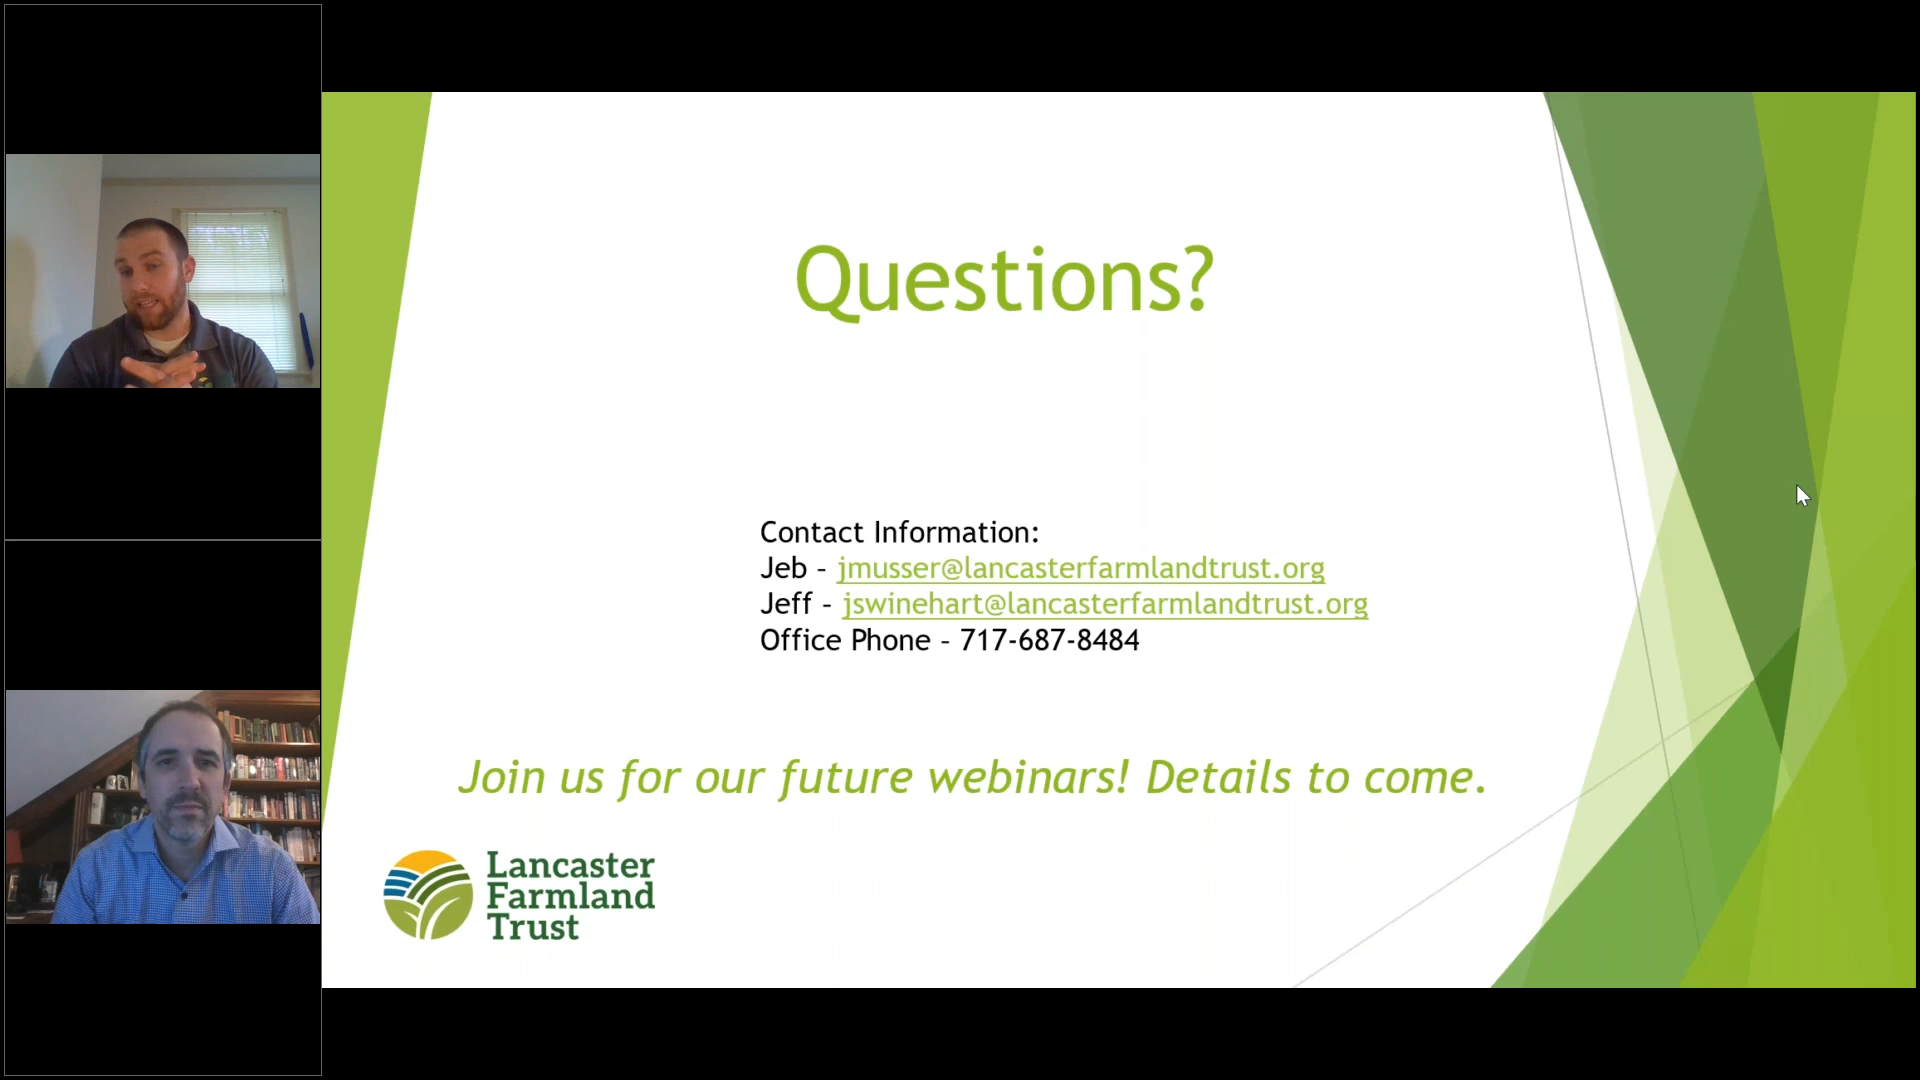 Questions?
Contact Information:
Jeb – jmusser@lancasterfarmlandtrust.org
Jeff – jswinehart@lancasterfarmlandtrust.org
Office Phone – 717-687-8484
Join us for our future webinars! Details to come.
Lancaster
Farmland
Trust